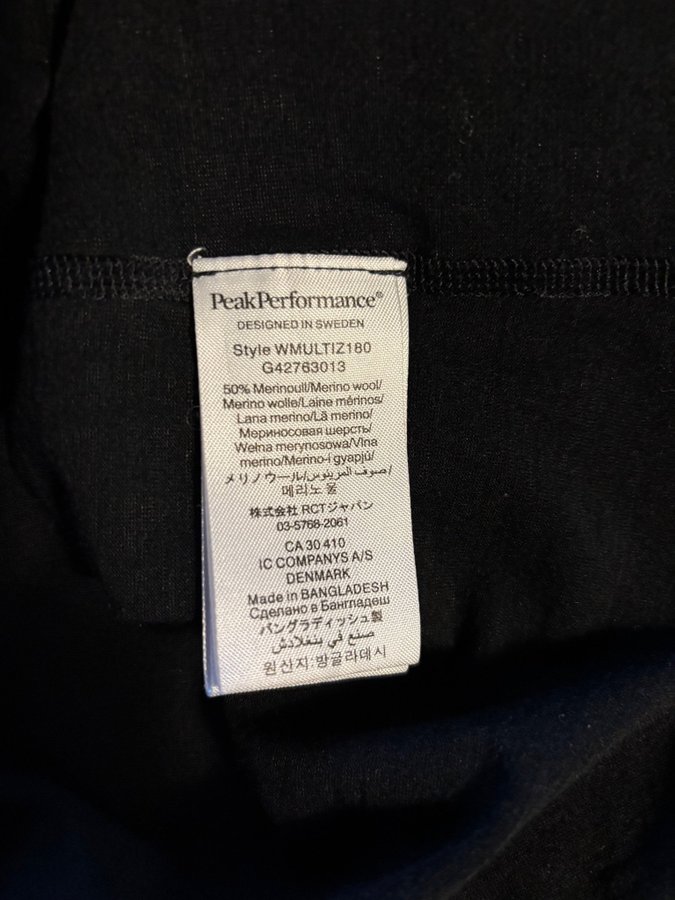 PeakPerformance®
DESIGNED IN SWEDEN
Style WMULTIZ180
G42763013
50% Merinoull/Merino wool/
Merino wolle/Laine mérinos/
Lana merino/Lã merino/
Мериносовая шерсть/
Wełna merynosowa/Vlna
merino/Merino-i gyapjú/
メリノウール/صوف المرينوس/
메리노 울
株式会社 RCTジャパン
03-5768-2061
CA 30 410
IC COMPANYS A/S
DENMARK
Made in BANGLADESH
Сделано в Бангладеш
バングラディッシュ製
صنع في بنغلادش
원산지:방글라데시